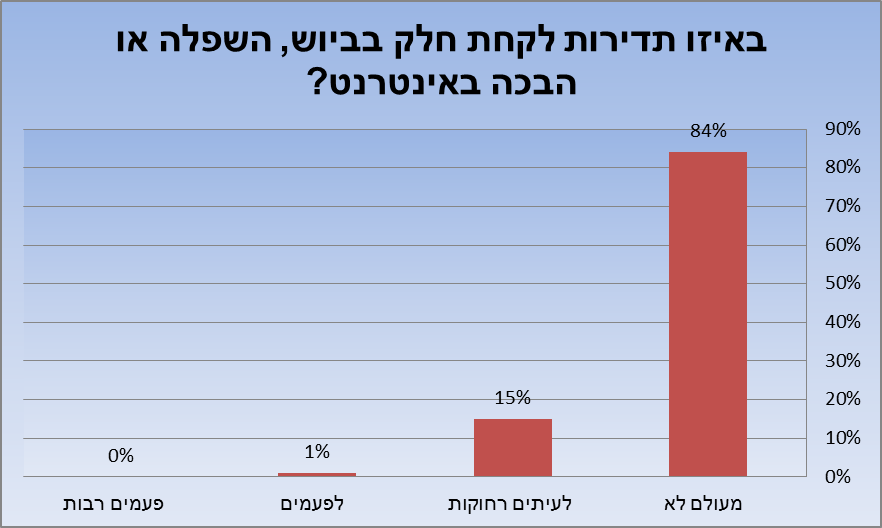 באיזו תדירות לקחת חלק בביוש, השפלה או
הבכה באינטרנט?
84%
15%
1%
0%
90%
80%
70%
60%
50%
40%
30%
20%
10%
0%
מעולם לא
לעיתים רחוקות
לפעמים
פעמים רבות